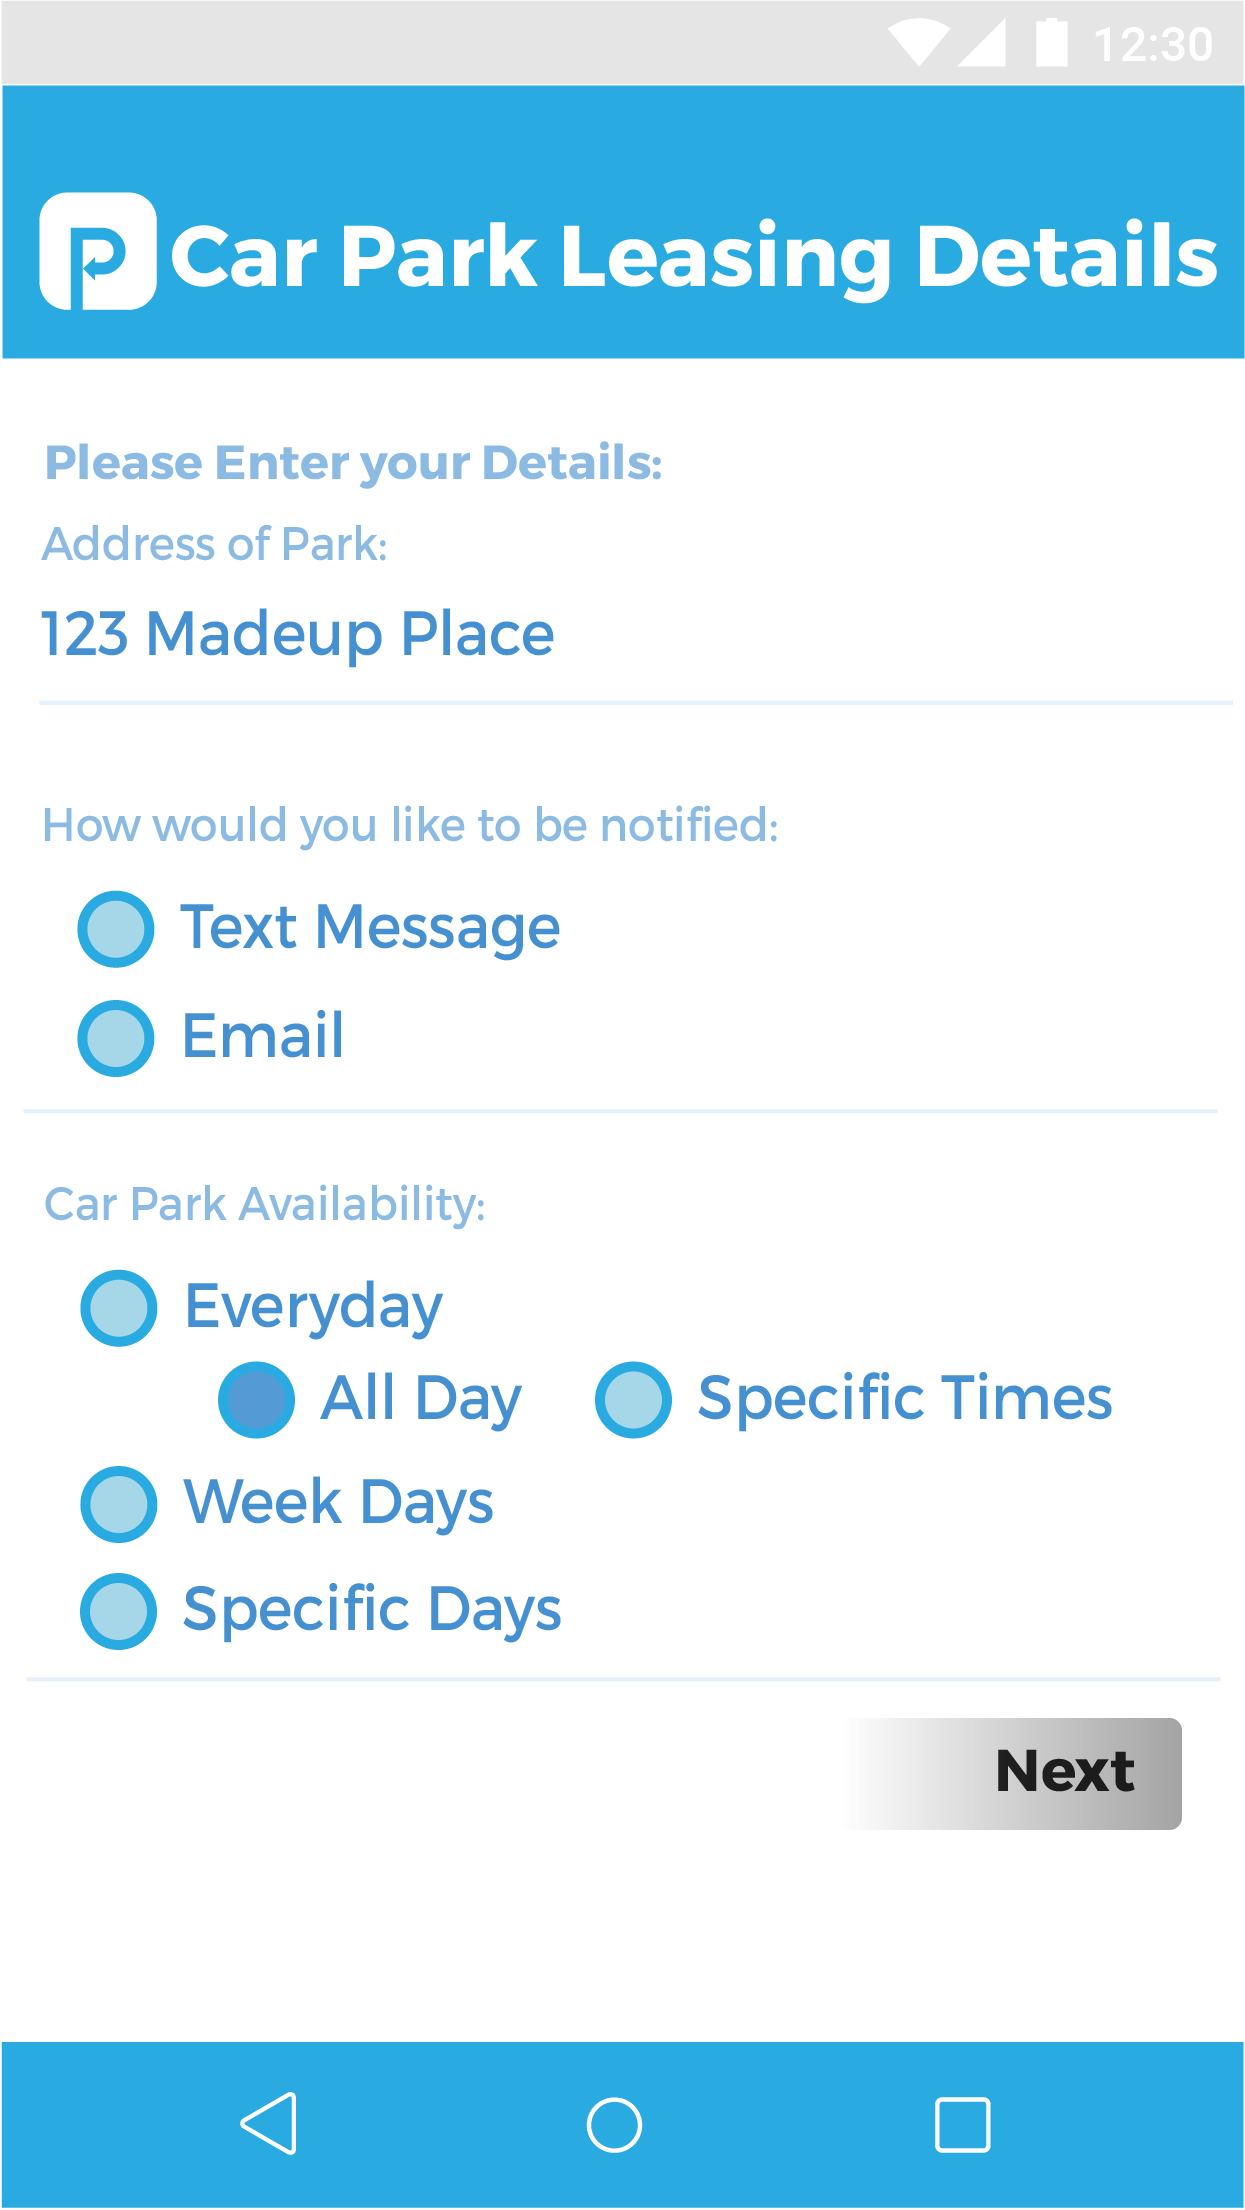 12:30
P Car Park Leasing Details
Please Enter your Details:
Address of Park:
123 Madeup Place
How would you like to be notified:
Text Message
Email
Car Park Availability:
Everyday
All Day Specific Times
Week Days
Specific Days
Next